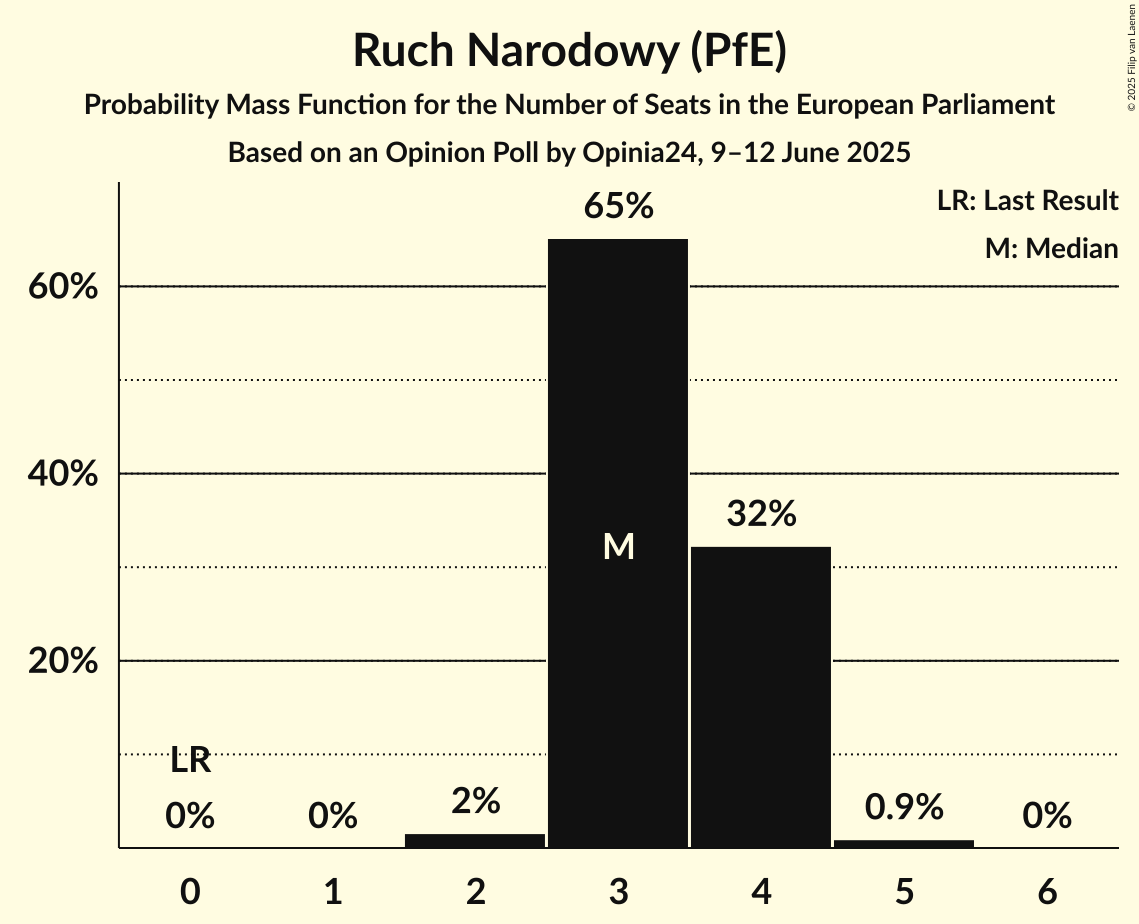 Ruch Narodowy (PfE)
Probability Mass Function for the Number of Seats in the European Parliament
Based on an Opinion Poll by Opinia24, 9–12 June 2025
© 2025 Filip van Laenen
LR: Last Result
M: Median
65%
60%
40%
32%
M
20%
LR
0%
0%
2%
0.9%
0%
0
1
2
3
4
5
6